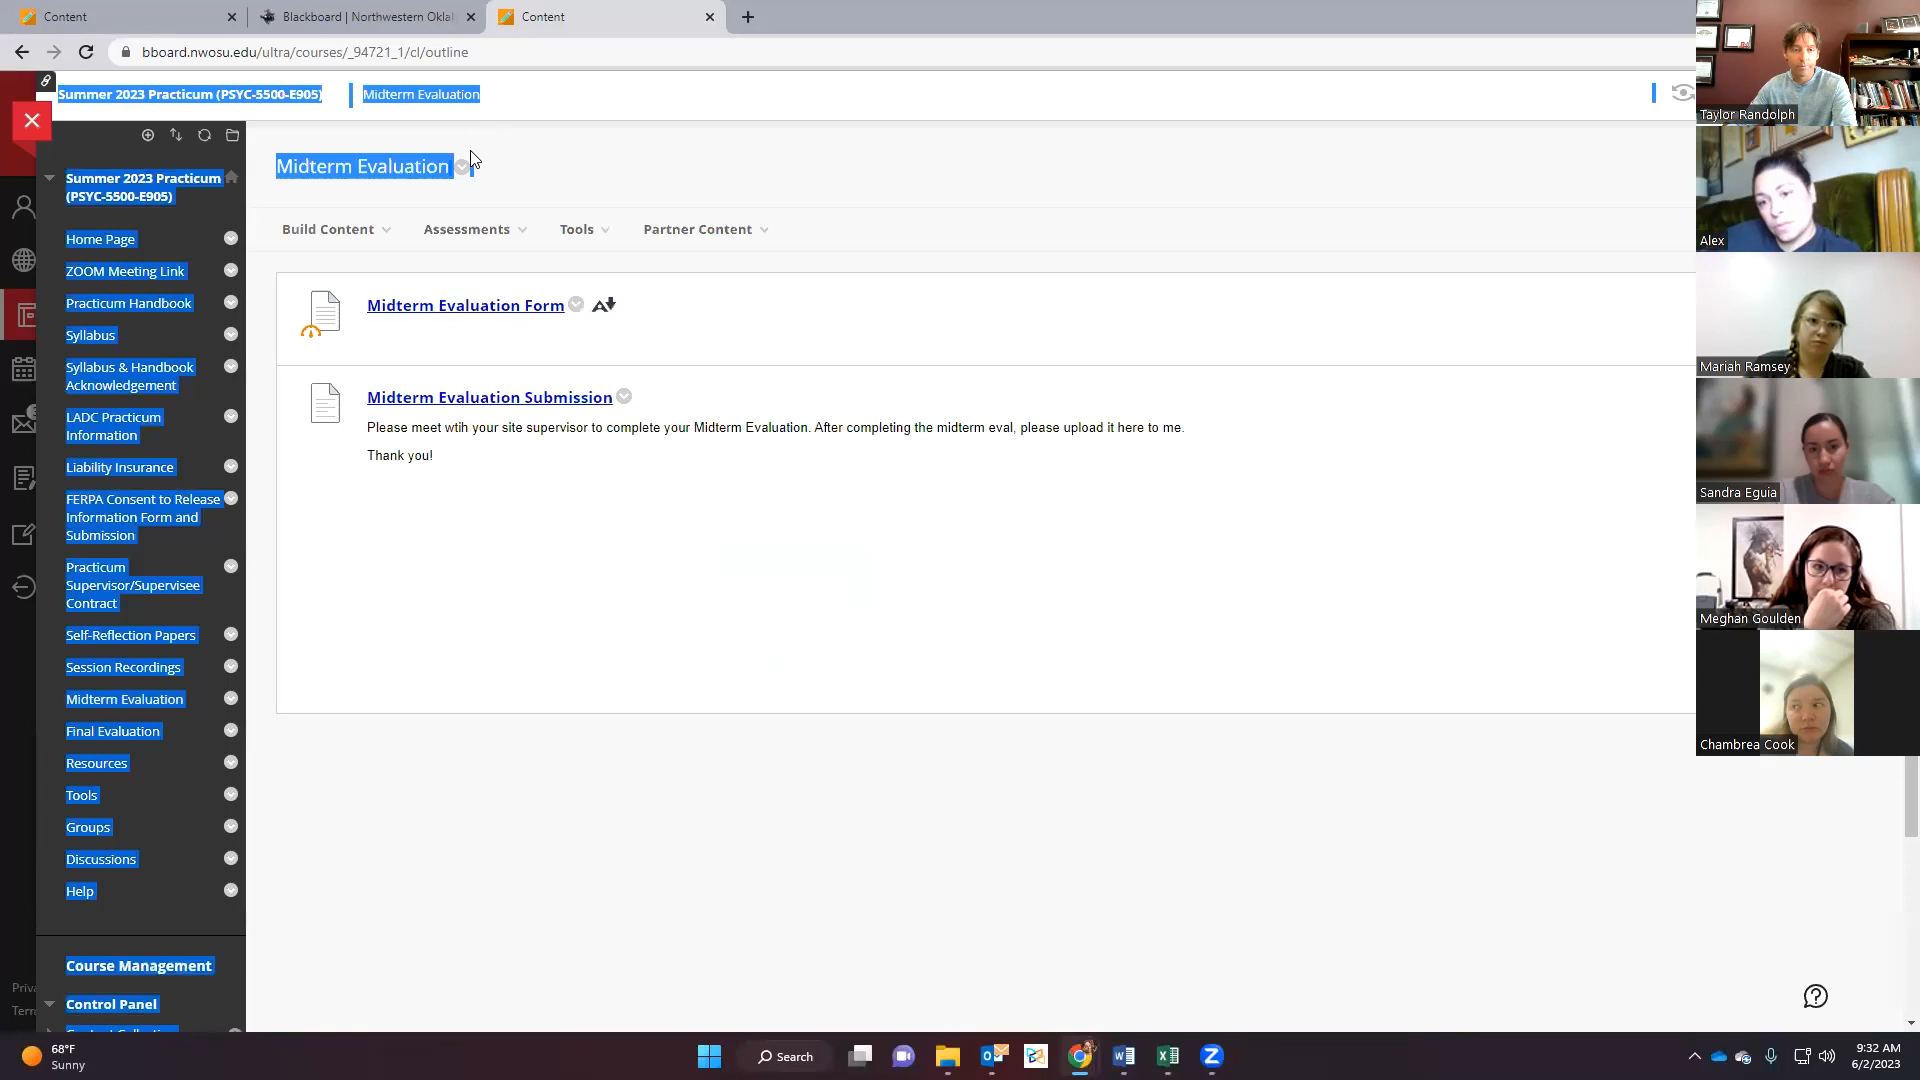 Content
Blackboard | Northwestern Okla
Content
bboard.nwosu.edu/ultra/courses/_94721_1/cl/outline
Summer 2023 Practicum (PSYC-5500-E905)
Midterm Evaluation
Summer 2023 Practicum
(PSYC-5500-E905)
Home Page
ZOOM Meeting Link
Practicum Handbook
Syllabus
Syllabus & Handbook
Acknowledgement
LADC Practicum
Information
Liability Insurance
FERPA Consent to Release
Information Form and
Submission
Practicum
Supervisor/Supervisee
Contract
Self-Reflection Papers
Session Recordings
Midterm Evaluation
Final Evaluation
Resources
Tools
Groups
Discussions
Help
Course Management
Control Panel
Midterm Evaluation
Build Content
Assessments
Tools
Partner Content
Midterm Evaluation Form
Midterm Evaluation Submission
Please meet wtih your site supervisor to complete your Midterm Evaluation. After completing the midterm eval, please upload it here to me.
Thank you!
Taylor Randolph
Alex
Mariah Ramsey
Sandra Eguia
Meghan Goulden
Chambrea Cook
68°F
Sunny
Search
9:32 AM
6/2/2023